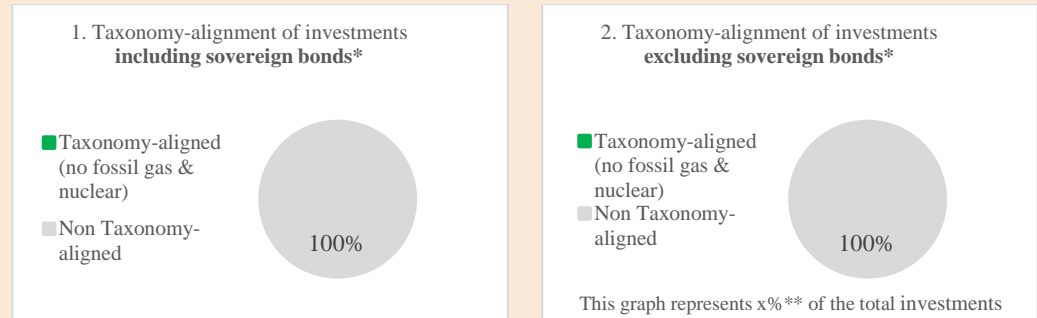 1. Taxonomy-alignment of investments
including sovereign bonds*
Taxonomy-aligned
(no fossil gas &
nuclear)
Non Taxonomy-
aligned
100%
2. Taxonomy-alignment of investments
excluding sovereign bonds*
Taxonomy-aligned
(no fossil gas &
nuclear)
Non Taxonomy-
aligned
100%
This graph represents x%** of the total investments